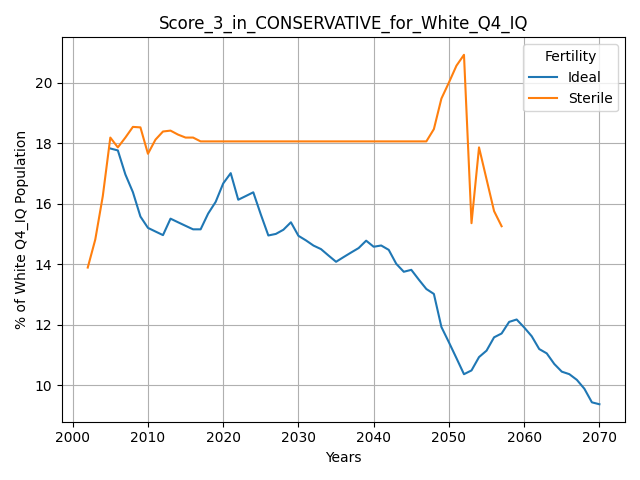 Score_3_in_CONSERVATIVE_for_White_Q4_IQ
Fertility
Ideal
Sterile
% of White Q4_IQ Population
20
18
16
14
12
10
2000 2010 2020 2030 2040 2050 2060 2070
Years